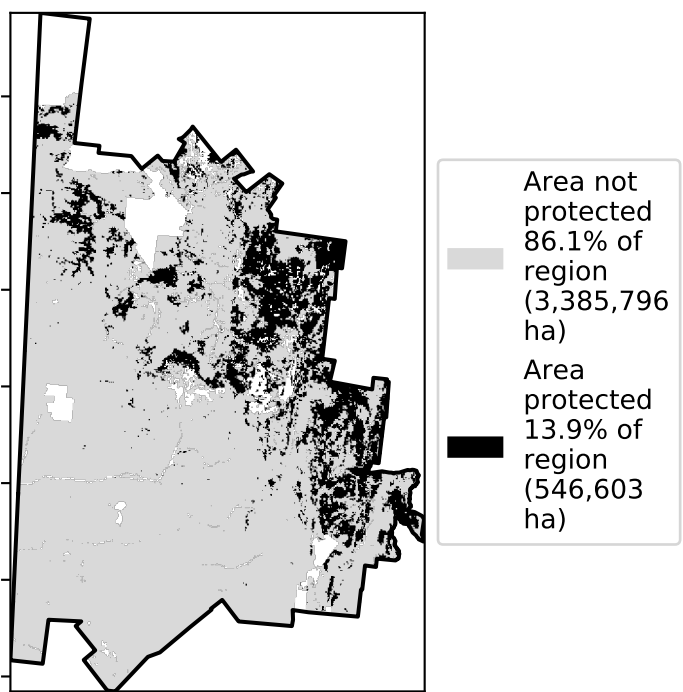 Area not
protected
86.1% of
region
(3,385,796
ha)
Area
protected
13.9% of
region
(546,603
ha)